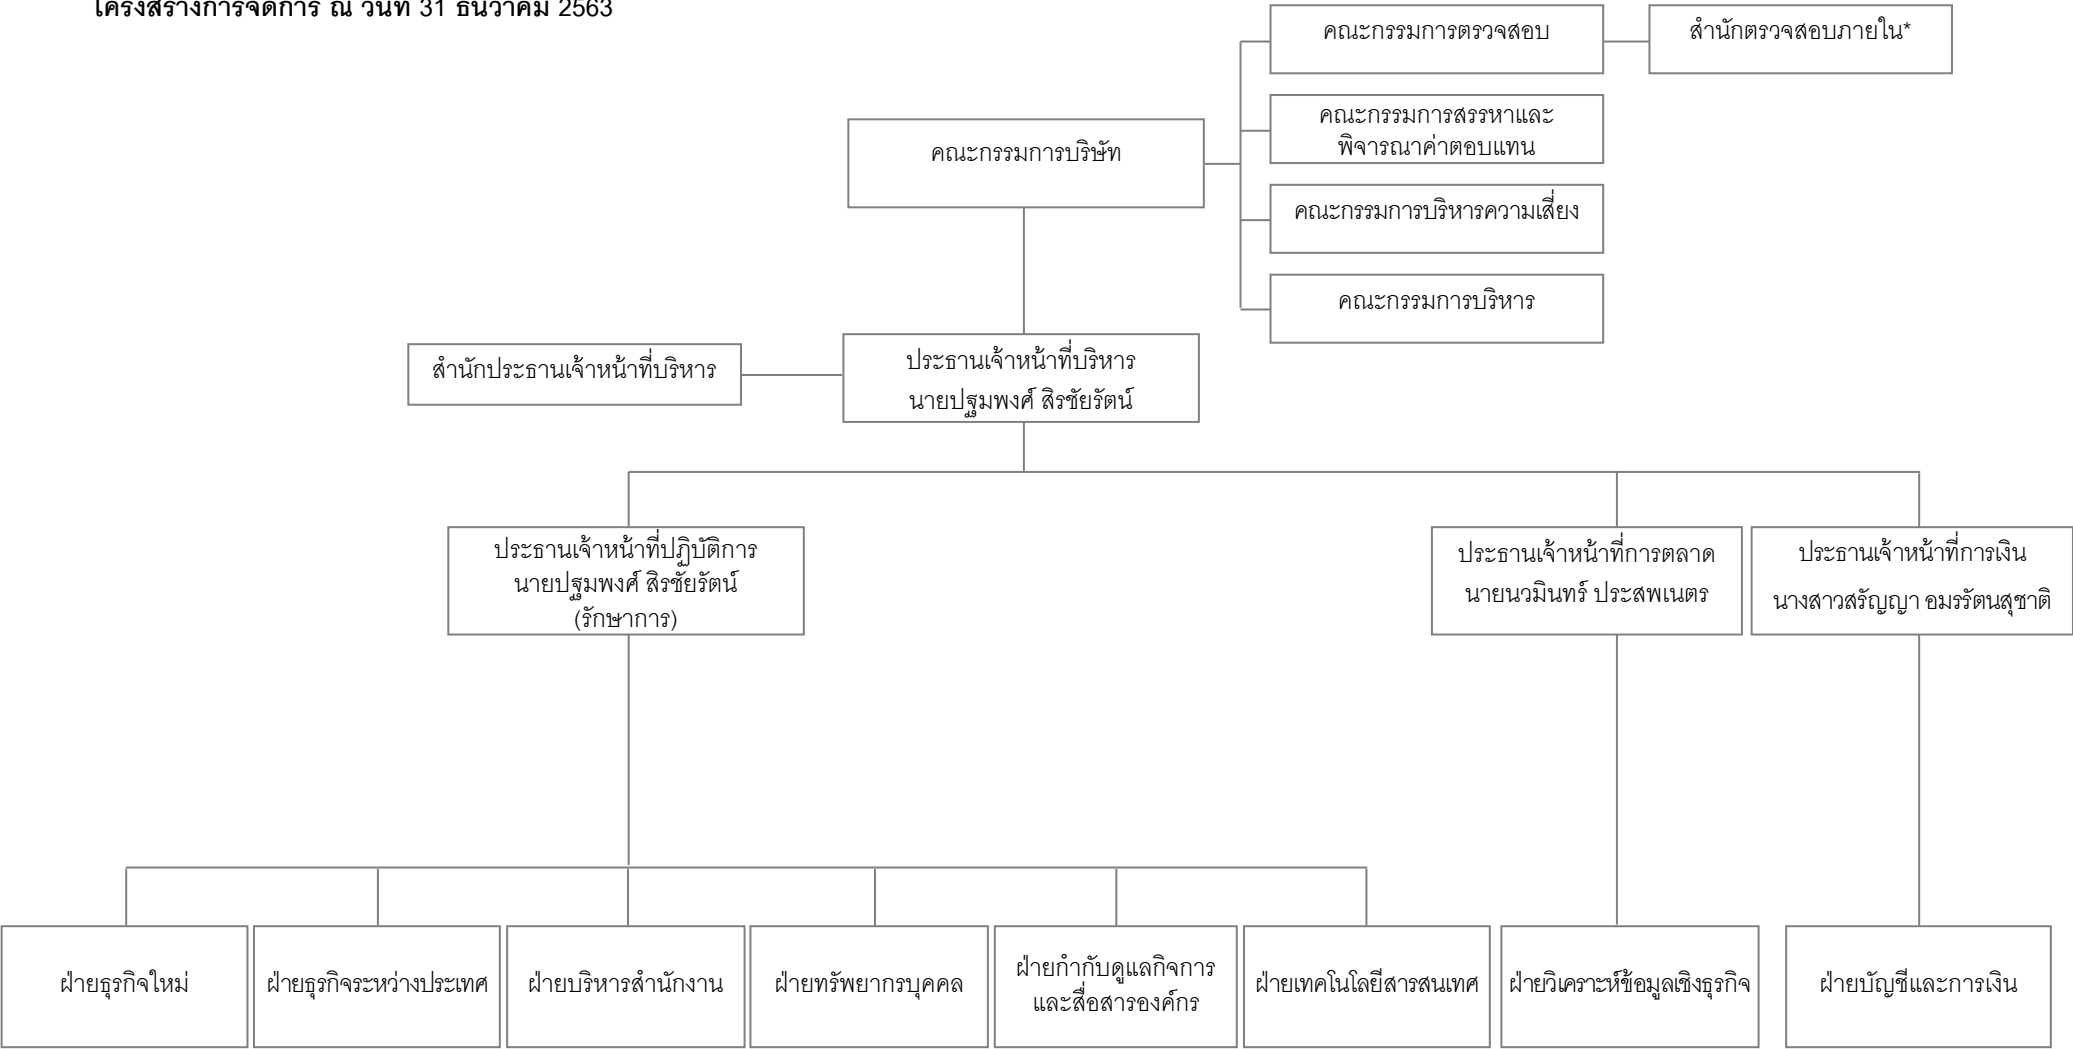 โครงสร้างการจัดการ ณ วันที่ 31 ธันวาคม 2563
คณะกรรมการตรวจสอบ
สำนักตรวจสอบภายใน*
คณะกรรมการสรรหาและ
พิจารณาค่าตอบแทน
คณะกรรมการบริษัท
คณะกรรมการบริหารความเสี่ยง
คณะกรรมการบริหาร
สำนักประธานเจ้าหน้าที่บริหาร
ประธานเจ้าหน้าที่บริหาร
นายปฐมพงศ์ สิรชัยรัตน์
ประธานเจ้าหน้าที่ปฏิบัติการ
นายปฐมพงศ์ สิรชัยรัตน์
(รักษาการ)
ประธานเจ้าหน้าที่การตลาด
นายนวมินทร์ ประสพเนตร
ประธานเจ้าหน้าที่การเงิน
นางสาวสรัญญา อมรรัตนสุชาติ
ฝ่ายธุรกิจใหม่
ฝ่ายธุรกิจระหว่างประเทศ
ฝ่ายบริหารสำนักงาน
ฝ่ายทรัพยากรบุคคล
ฝ่ายกำกับดูแลกิจการ
และสื่อสารองค์กร
ฝ่ายเทคโนโลยีสารสนเทศ
ฝ่ายวิเคราะห์ข้อมูลเชิงธุรกิจ
ฝ่ายบัญชีและการเงิน